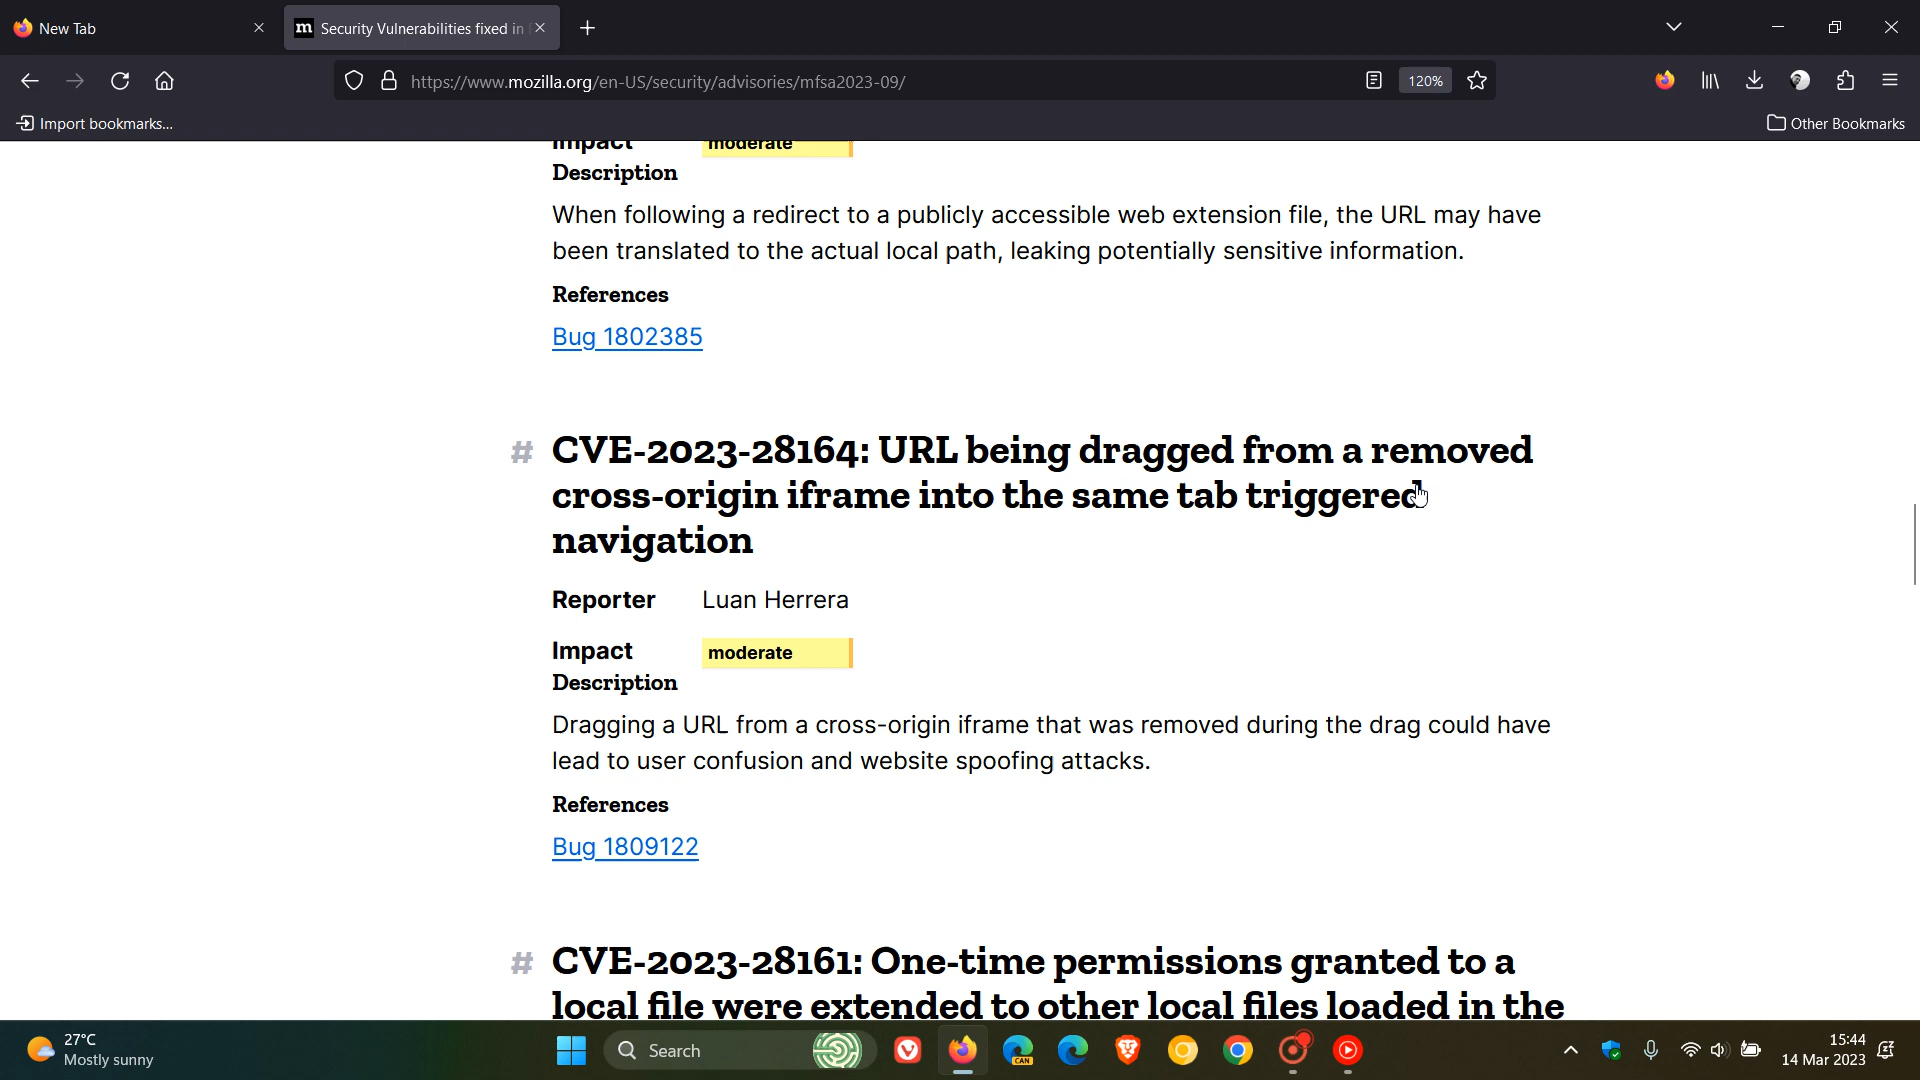 New Tab
Security Vulnerabilities fixed in
https://www.mozilla.org/en-US/security/advisories/mfsa2023-09/
120%
Import bookmarks...
Other Bookmarks
Impact moderate
Description
When following a redirect to a publicly accessible web extension file, the URL may have
been translated to the actual local path, leaking potentially sensitive information.
References
Bug 1802385
# CVE-2023-28164: URL being dragged from a removed
cross-origin iframe into the same tab triggered
navigation
Reporter Luan Herrera
Impact moderate
Description
Dragging a URL from a cross-origin iframe that was removed during the drag could have
lead to user confusion and website spoofing attacks.
References
Bug 1809122
# CVE-2023-28161: One-time permissions granted to a
local file were extended to other local files loaded in the
27°C
Mostly sunny
Search
CAN
15:44
14 Mar 2023